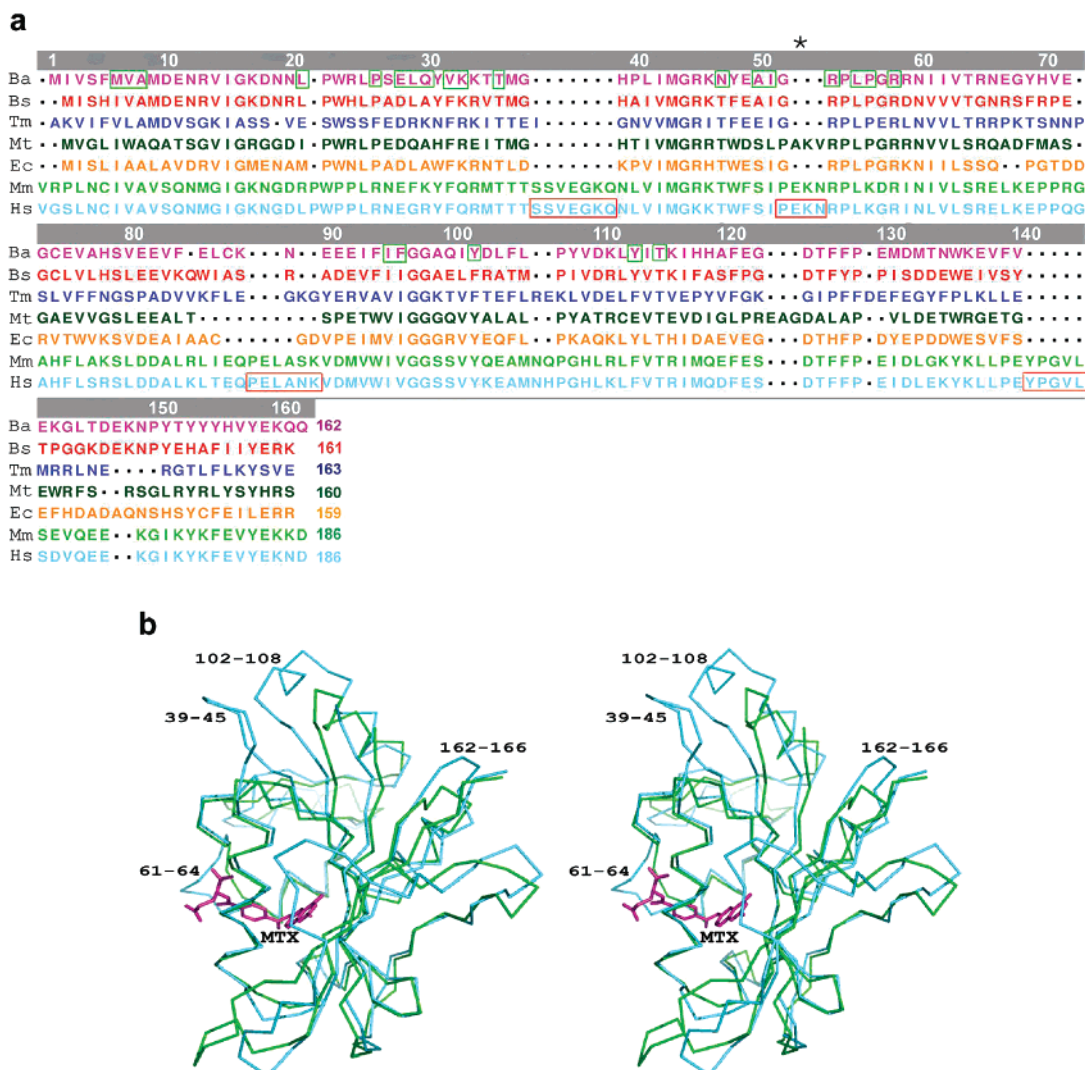 a
*
1 10 20 30 40 50 60 70
Ba ·MIVSFMVAMDENRVIGKDNNL·PWRLPSELQYVKKTTMG·······HPLIMGRKNYEAIG···RPLPGRRNIIVTRNEGYHVE·
Bs ··MISHIVAMDENRVIGKDNRL·PWHLPADLAYFKRVTMG·······HAIVMGRKTFEAIG···RPLPGRDNVVVTGNRSFRPE·
Tm ·AKVIFVLAMDVSGKIASS·VE·SWSSFEDRKNFRKITTEI······GNVVMGRITFEEIG···RPLPERLNVVLTRRPKTSNNP
Mt ··MVGLIWAQATSGVIGRGGDI·PWRLPEDQAHFREITMG·······HTIVMGRRTWDSLPAKVRPLPGRRNVVLSRQADFMAS·
Ec ··MISLIAALAVDRVIGMENAM·PWNLPADLAWFKRNTLD·······KPVIMGRHTWESIG···RPLPGRKNIILSSQ··PGTDD
Mm VRPLNCIVAVSQNMGIGKNGDRPWPPLRNEFKYFQRMTTTSSVEGKQNLVIMGRKTWFSIPEKNRPLKDRINIVLSRELKEPPRG
Hs VGSLNCIVAVSQNMGIGKNGDLPWPPLRNEFRYFQRMTTTSSVEGKQNLVIMGKKTWFSIPEKNRPLKGRINLVLSRELKEPPQG
80 90 100 110 120 130 140
Ba GCEVAHSVEEVF·ELCK··N··EEEIFIFGGAQIYDLFL··PYVDKLYITKIHHAFEG···DTFFP·EMDMTNWKEVFV·····
Bs GCLVLHSLEEVKQWIAS···R··ADEVFIIGGAELFRATM··PIVDRLYVTKIFASFPG···DTFYP·PISDDEWEIVSY·····
Tm SLVFFNGSPADVVKFLE···GKGYERVAVIGGKTVFTEFLREKLVDELFVTVEPYVFGK···GIPFFDEFEGYFPLKLLE·····
Mt GAEVVGSLEEALT·········SPETWVIGGGQVYALAL··PYATRCEVTEVDIGLPREAGDALAP··VLDETWRGETG······
Ec RVTWVKSVDEAIAAC·······GDVPEIMVIGGGRVYEQFL··PKAQKLYLTHIDAEVEG···DTHFP·DYEPDDWESVFS·····
Mm AHFLAKSLDDALRLIEQPELASKVDMVWIVGGSSVYQEAMNQPGHLRLFVTRIMQEFES···DTFFP·EIDLGKYKLLPEYPGVL
Hs AHFLSRSLDDALKLTEQPELANKVDMVWIVGGSSVYKEAMNHPGHLKLFVTRIMQDFES···DTFFP·EIDLEKYKLLPEYPGVL
150 160
Ba EKGLTDEKNPYTYYYHVYEKQQ 162
Bs TPGGKDEKNPYEHAFIIYERK 161
Tm MRRLNE····RGTLFLKYSVE 163
Mt EWRFS··RSGLRYRLYSYHRS 160
Ec EFHDADAQNSHSYCFEILERR 159
Mm SEVQEE··KGIKYKFEVYEKKD 186
Hs SDVQEE··KGIKYKFEVYEKND 186
b
102-108 102-108
39-45 39-45
162-166 162-166
61-64 61-64
MTX MTX